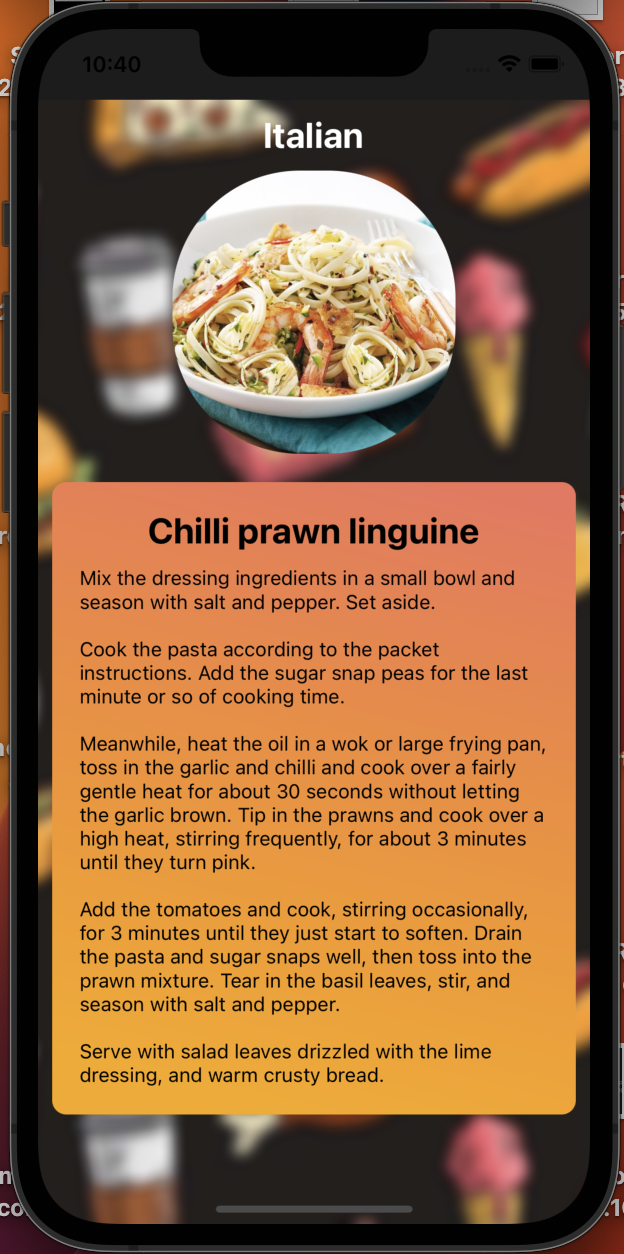 10:40
Italian
Chilli prawn linguine
Mix the dressing ingredients in a small bowl and
season with salt and pepper. Set aside.
Cook the pasta according to the packet
instructions. Add the sugar snap peas for the last
minute or so of cooking time.
Meanwhile, heat the oil in a wok or large frying pan,
toss in the garlic and chilli and cook over a fairly
gentle heat for about 30 seconds without letting
the garlic brown. Tip in the prawns and cook over a
high heat, stirring frequently, for about 3 minutes
until they turn pink.
Add the tomatoes and cook, stirring occasionally,
for 3 minutes until they just start to soften. Drain
the pasta and sugar snaps well, then toss into the
prawn mixture. Tear in the basil leaves, stir, and
season with salt and pepper.
Serve with salad leaves drizzled with the lime
dressing, and warm crusty bread.